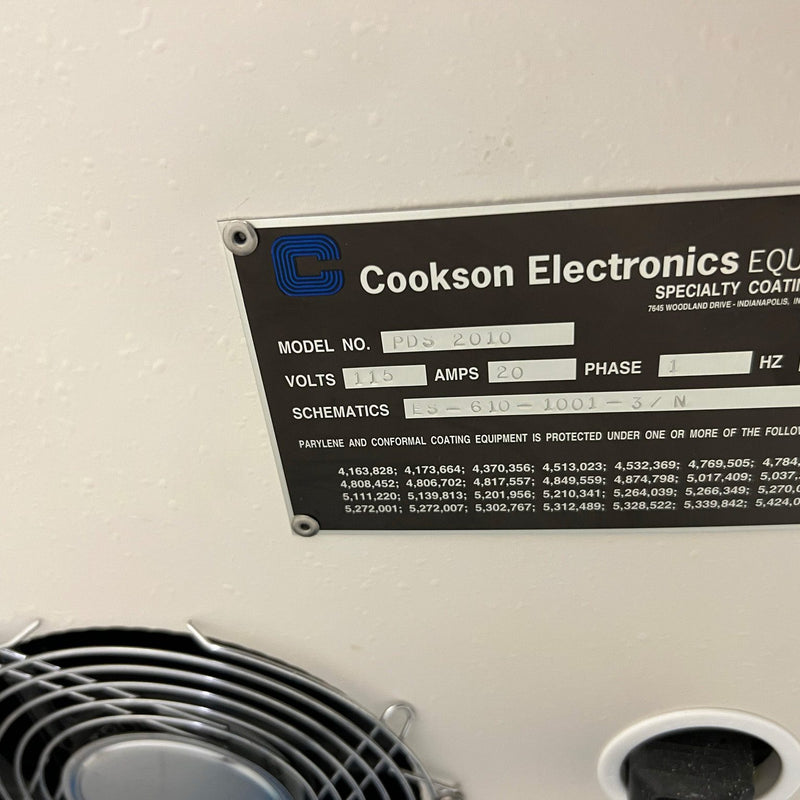 Cookson Electronics EQU
SPECIALTY COATIN
7645 WOODLAND DRIVE - INDIANAPOLIS, IN
MODEL NO. PDS 2010
VOLTS 115 AMPS 20 PHASE 1 HZ
SCHEMATICS ES-610-1001-3/N
PARYLENE AND CONFORMAL COATING EQUIPMENT IS PROTECTED UNDER ONE OR MORE OF THE FOLLOW
4,163,828; 4,173,664; 4,370,356; 4,513,023; 4,532,369; 4,769,505; 4,784,
4,808,452; 4,806,702; 4,817,557; 4,849,559; 4,874,798; 5,017,409; 5,037,
5,111,220; 5,139,813; 5,201,956; 5,210,341; 5,264,039; 5,266,349; 5,270,0
5,272,001; 5,272,007; 5,302,767; 5,312,489; 5,328,522; 5,339,842; 5,424,0